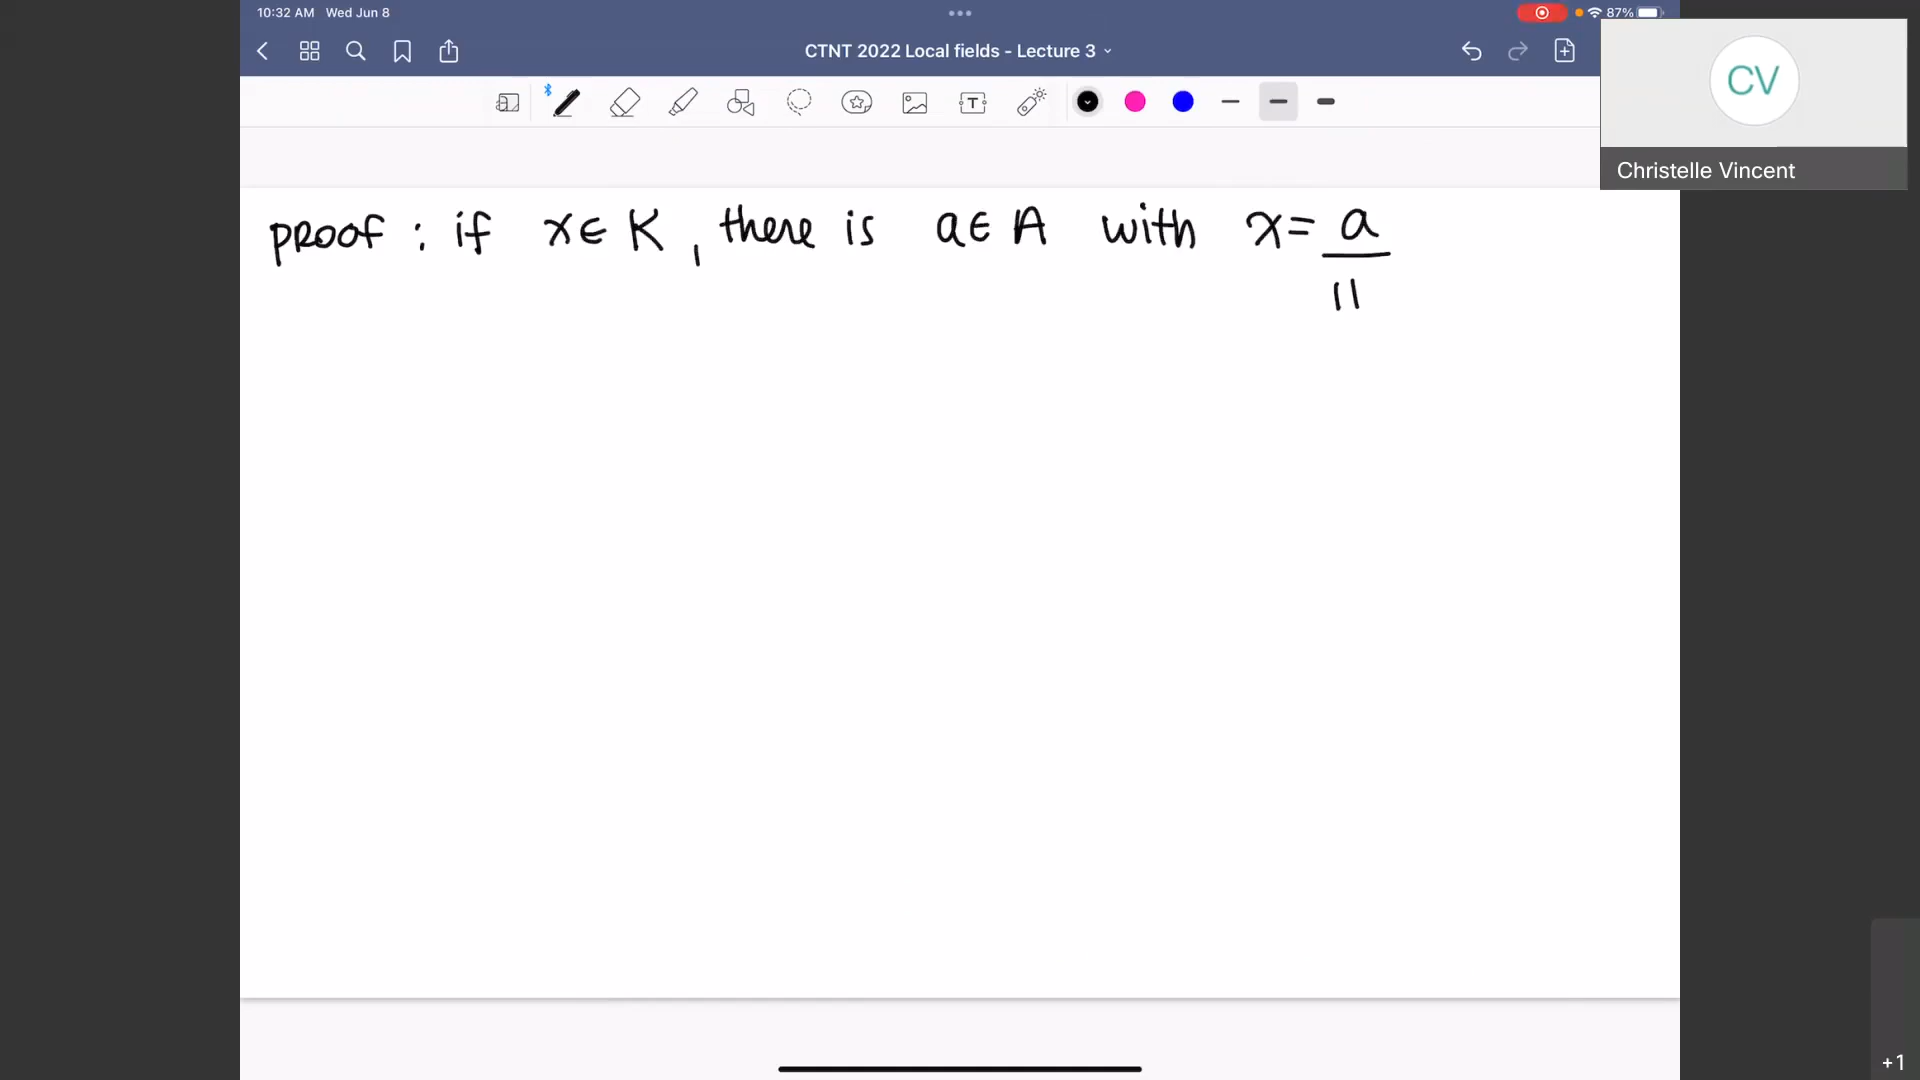 10:32 AM Wed Jun 8
87%
CTNT 2022 Local fields - Lecture 3
T
CV
Christelle Vincent
proof : if x ∈ K, there is a ∈ A with x = a
11
+1